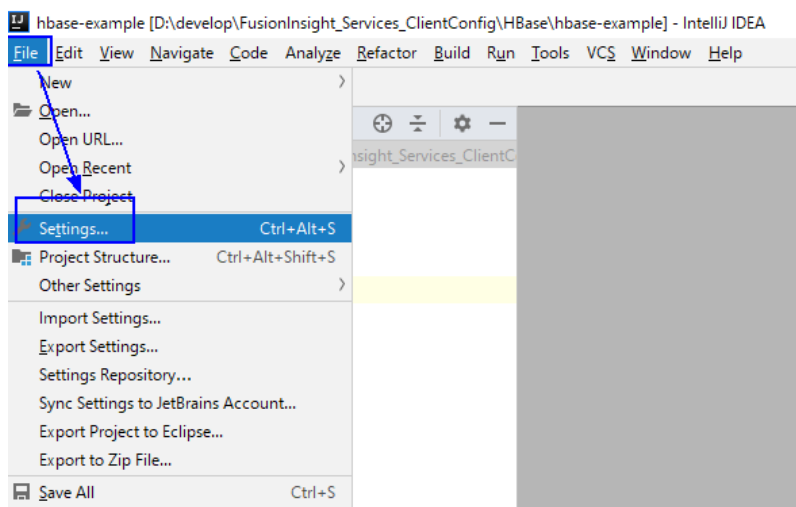 IJ hbase-example [D:\develop\FusionInsight_Services_ClientConfig\HBase\hbase-example] - IntelliJ IDEA
File Edit View Navigate Code Analyze Refactor Build Run Tools VCS Window Help
New
Open...
Open URL...
nsight_Services_ClientC
Open Recent
Close Project
Settings... Ctrl+Alt+S
Project Structure... Ctrl+Alt+Shift+S
Other Settings
Import Settings...
Export Settings...
Settings Repository...
Sync Settings to JetBrains Account...
Export Project to Eclipse...
Export to Zip File...
Save All Ctrl+S